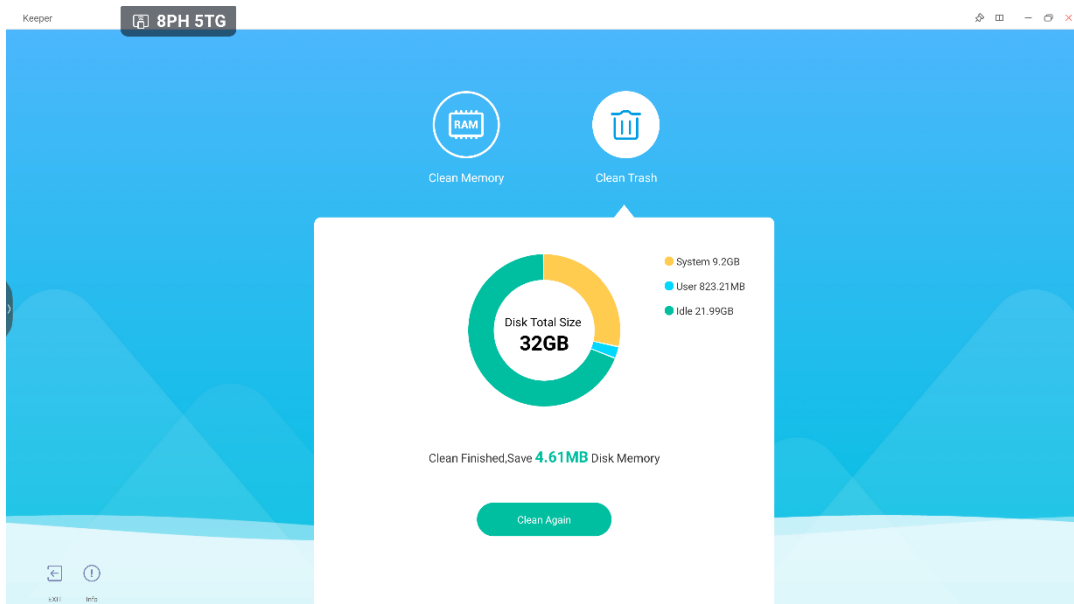 Keeper
8PH 5TG
RAM
Clean Memory
Clean Trash
System 9.2GB
User 823.21MB
Idle 21.99GB
Disk Total Size
32GB
Clean Finished,Save 4.61MB Disk Memory
Clean Again
EXIT
Info